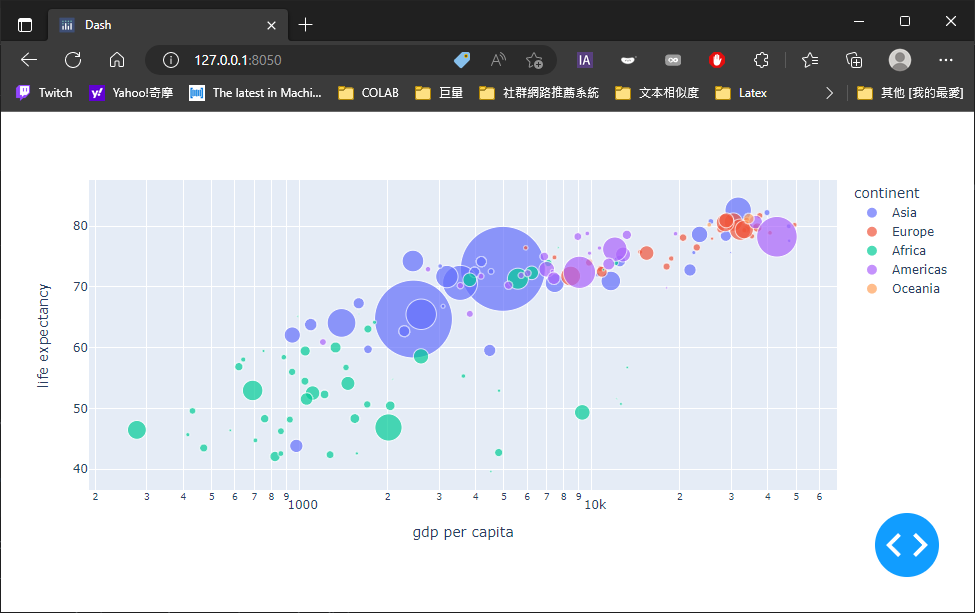 Dash
127.0.0.1:8050
IA
Twitch
Yahoo!奇摩
The latest in Machi...
COLAB
巨量
社群網路推薦系統
文本相似度
Latex
其他 [我的最愛]
continent
Asia
Europe
Africa
Americas
Oceania
life expectancy
80
70
60
50
40
2 3 4 5 6 7 8 9 1000 2 3 4 5 6 7 8 9 10k 2 3 4 5 6
gdp per capita